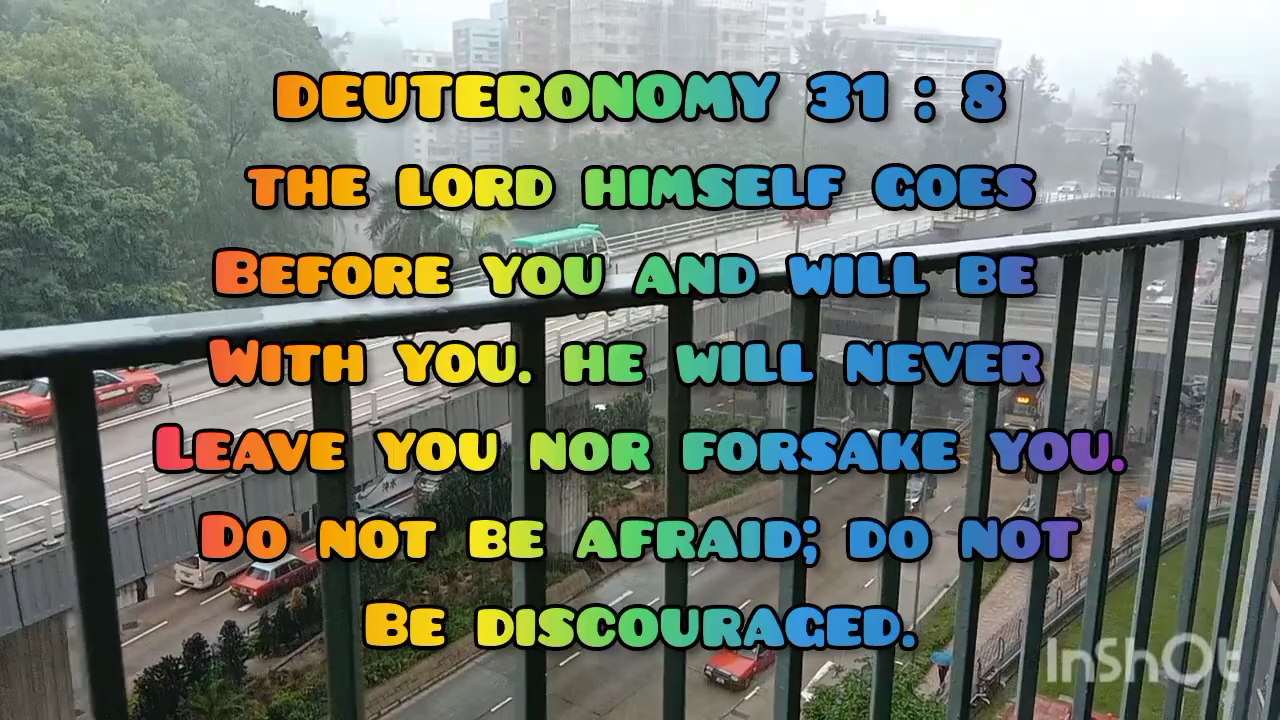 DEUTERONOMY 31 : 8
THE LORD HIMSELF GOES
BEFORE YOU AND WILL BE
WITH YOU. HE WILL NEVER
LEAVE YOU NOR FORSAKE YOU.
DO NOT BE AFRAID; DO NOT
BE DISCOURAGED.
InShOt